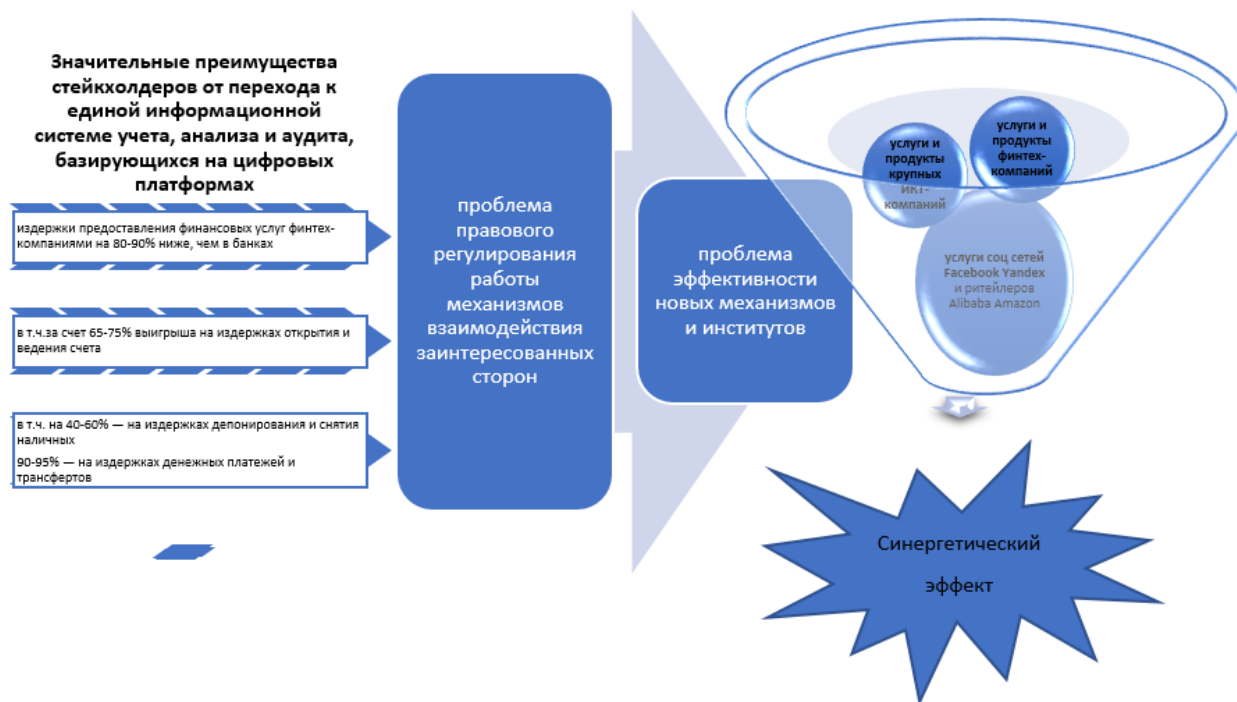 Значительные преимущества
стейкхолдеров от перехода к
единой информационной
системе учета, анализа и аудита,
базирующихся на цифровых
платформах
издержки предоставления финансовых услуг финтех-
компаниями на 80-90% ниже, чем в банках
в т.ч.за счет 65-75% выигрыша на издержках открытия и
ведения счета
в т.ч. на 40-60% — на издержках депонирования и снятия
наличных
90-95% — на издержках денежных платежей и
трансфертов
проблема
правового
регулирования
работы
механизмов
взаимодействия
заинтересованных
сторон
проблема
эффективности
новых механизмов
и институтов
услуги и
продукты
крупных
ИКТ-
компаний
услуги и
продукты
финтех-
компаний
услуги соц сетей
Facebook Yandex
и ритейлеров
Alibaba Amazon
Синергетический
эффект